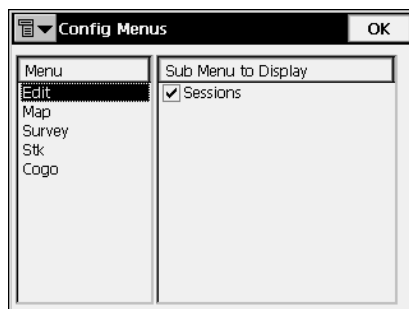 Config Menus
OK
Menu
Sub Menu to Display
Edit
Sessions
Map
Survey
Stk
Cogo